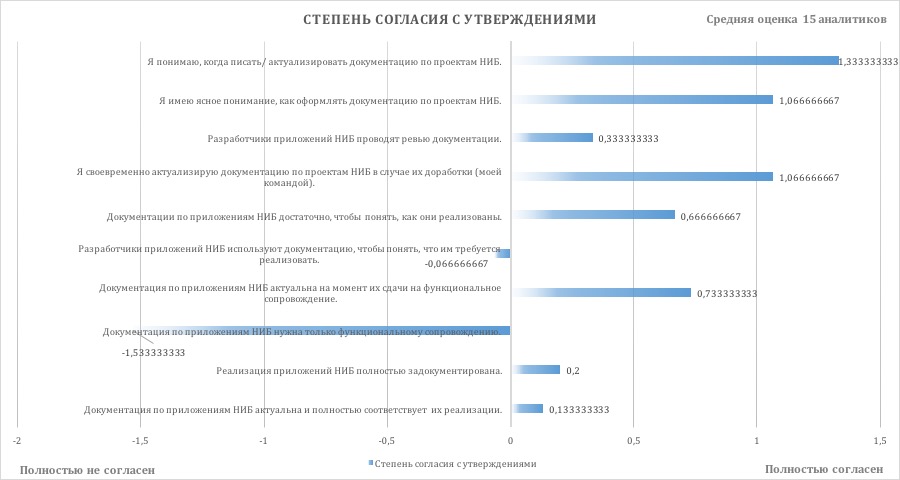 СТЕПЕНЬ СОГЛАСИЯ С УТВЕРЖДЕНИЯМИ
Средняя оценка 15 аналитиков
Я понимаю, когда писать/ актуализировать документацию по проектам НИБ.
1,333333333
Я имею ясное понимание, как оформлять документацию по проектам НИБ.
1,066666667
Разработчики приложений НИБ проводят ревью документации.
0,333333333
Я своевременно актуализирую документацию по проектам НИБ в случае их доработки (моей
командой).
1,066666667
Документации по приложениям НИБ достаточно, чтобы понять, как они реализованы.
0,666666667
Разработчики приложений НИБ используют документацию, чтобы понять, что им требуется
реализовать.
-0,066666667
Документация по приложениям НИБ актуальна на момент их сдачи на функциональное
сопровождение.
0,733333333
Документация по приложениям НИБ нужна только функциональному сопровождению.
-1,533333333
Реализация приложений НИБ полностью задокументирована.
0,2
Документация по приложениям НИБ актуальна и полностью соответствует их реализации.
0,133333333
-2
-1,5
-1
-0,5
0
0,5
1
1,5
Полностью не согласен
Степень согласия с утверждениями
Полностью согласен